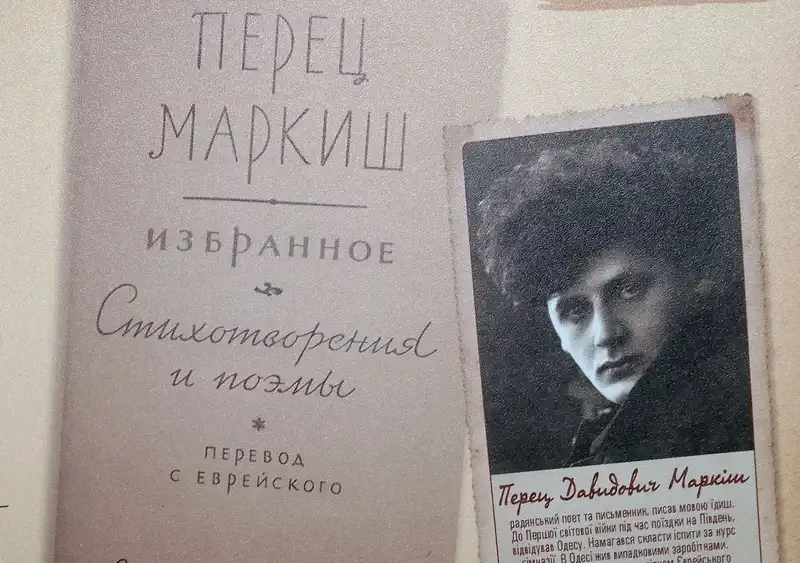 ПЕРЕЦ
МАРКИШ
ИЗБРАННОЕ
Стихотворения
и поэмы
*
ПЕРЕВОД
С ЕВРЕЙСКОГО
Перец Давидович Маркіш
радянський поет та письменник, писав мовою їдиш.
До Першої світової війни під час поїздки на Південь,
відвідував Одесу. Намагався скласти іспити за курс
гімназії. В Одесі жив випадковими заробітками,
Єврейського